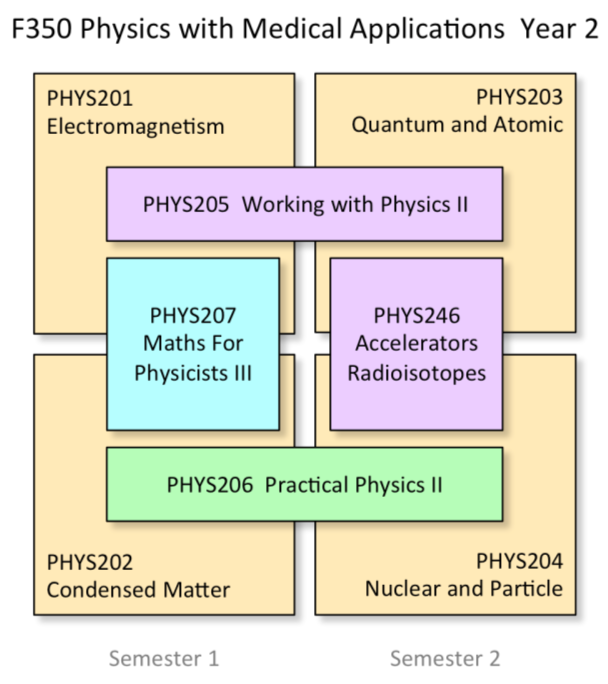 F350 Physics with Medical Applications  Year 2
PHYS201
Electromagnetism
PHYS203
Quantum and Atomic
PHYS205  Working with Physics II
PHYS207
Maths For
Physicists III
PHYS246
Accelerators
Radioisotopes
PHYS206  Practical Physics II
PHYS202
Condensed Matter
PHYS204
Nuclear and Particle
Semester 1
Semester 2